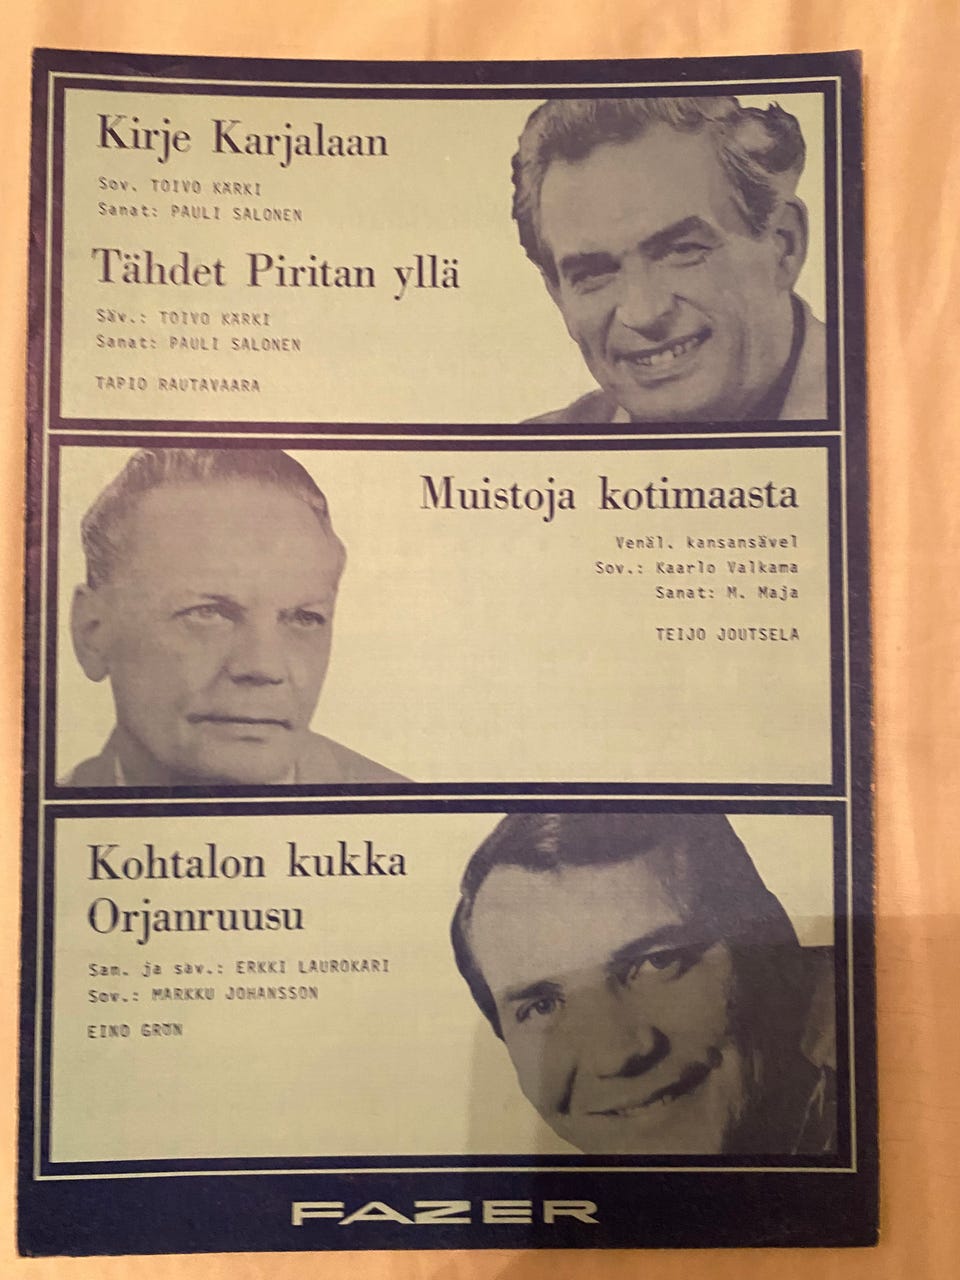 Kirje Karjalaan
Sov. TOIVO KÄRKI
Sanat: PAULI SALONEN
Tähdet Piritan yllä
Säv.: TOIVO KÄRKI
Sanat: PAULI SALONEN
TAPIO RAUTAVAARA
Muistoja kotimaasta
Venäl. kansansävel
Sov.: Kaarlo Valkama
Sanat: M. Maja
TEIJO JOUTSELA
Kohtalon kukka
Orjanruusu
San. ja säv.: ERKKI LAUROKARI
Sov.: MARKKU JOHANSSON
EINO GRÖN
FAZER